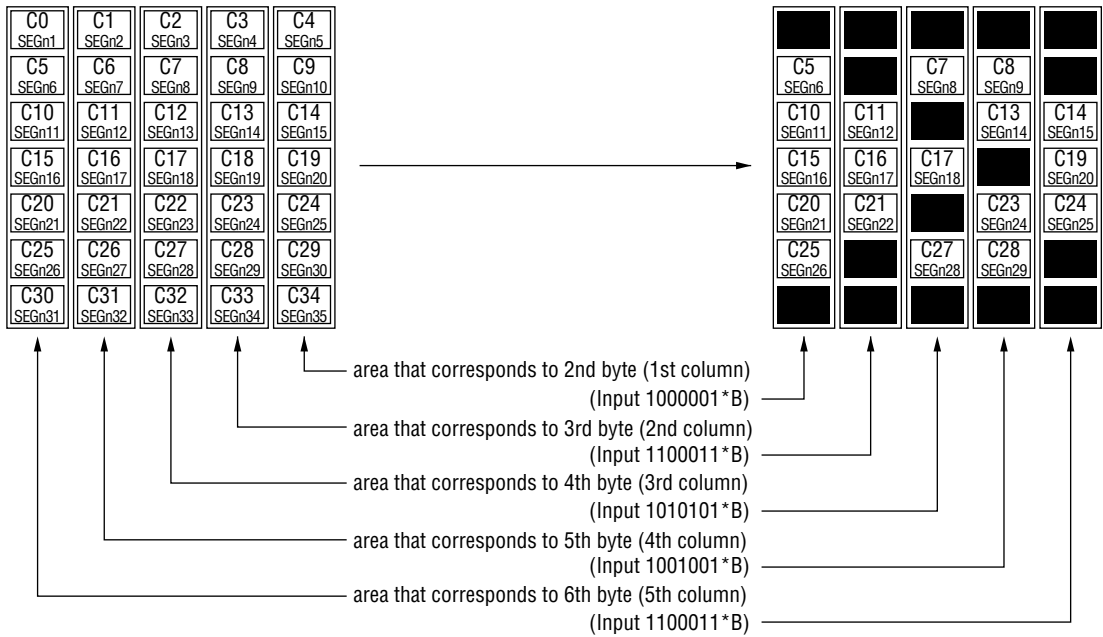 C0 C1 C2 C3 C4
SEGn1 SEGn2 SEGn3 SEGn4 SEGn5
C5 C6 C7 C8 C9 C5 C7 C8
SEGn6 SEGn7 SEGn8 SEGn9 SEGn10 SEGn6 SEGn8 SEGn9
C10 C11 C12 C13 C14 C10 C11 C13 C14
SEGn11 SEGn12 SEGn13 SEGn14 SEGn15 SEGn11 SEGn12 SEGn14 SEGn15
C15 C16 C17 C18 C19 C15 C16 C17 C19
SEGn16 SEGn17 SEGn18 SEGn19 SEGn20 SEGn16 SEGn17 SEGn18 SEGn20
C20 C21 C22 C23 C24 C20 C21 C23 C24
SEGn21 SEGn22 SEGn23 SEGn24 SEGn25 SEGn21 SEGn22 SEGn24 SEGn25
C25 C26 C27 C28 C29 C25 C27 C28
SEGn26 SEGn27 SEGn28 SEGn29 SEGn30 SEGn26 SEGn28 SEGn29
C30 C31 C32 C33 C34
SEGn31 SEGn32 SEGn33 SEGn34 SEGn35
area that corresponds to 2nd byte (1st column)
(Input 1000001*B)
area that corresponds to 3rd byte (2nd column)
(Input 1100011*B)
area that corresponds to 4th byte (3rd column)
(Input 1010101*B)
area that corresponds to 5th byte (4th column)
(Input 1001001*B)
area that corresponds to 6th byte (5th column)
(Input 1100011*B)